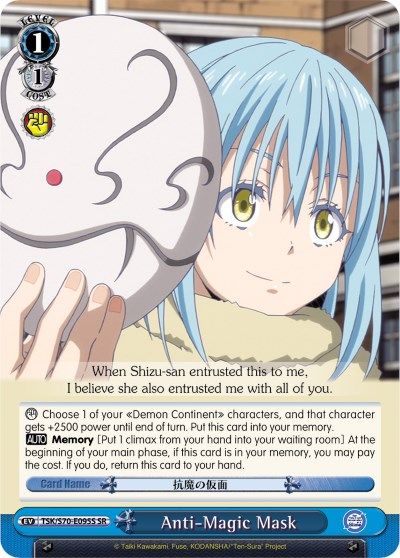 LEVEL
1
1
COST
When Shizu-san entrusted this to me,
I believe she also entrusted me with all of you.
Choose 1 of your «Demon Continent» characters, and that character
gets +2500 power until end of turn. Put this card into your memory.
AUTO Memory [Put 1 climax from your hand into your waiting room] At the
beginning of your main phase, if this card is in your memory, you may pay
the cost. If you do, return this card to your hand.
Card Name 抗魔の仮面
EV TSK/S70-E095S SR Anti-Magic Mask
© Taiki Kawakami, Fuse, KODANSHA/"Ten-Sura" Project